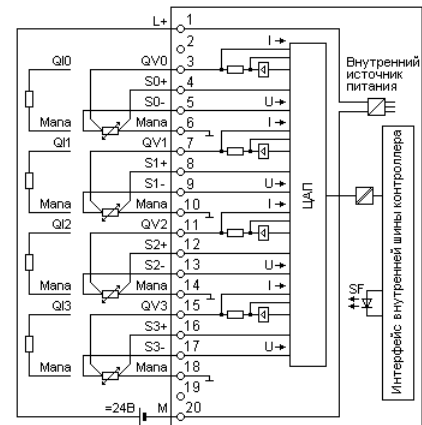 L+ 1
2 I
QI0 QV0 3
S0+ 4
S0- 5 U
Mana Mana 6 I
QI1 QV1 7
S1+ 8
S1- 9 U
Mana Mana 10 I
QI2 QV2 11
S2+ 12
S2- 13 U
Mana Mana 14 I
QI3 QV3 15
S3+ 16
S3- 17 U
Mana Mana 18
19
=24В M 20
ЦАП
Внутренний
источник
питания
SF
Интерфейс внутренней шины контроллера